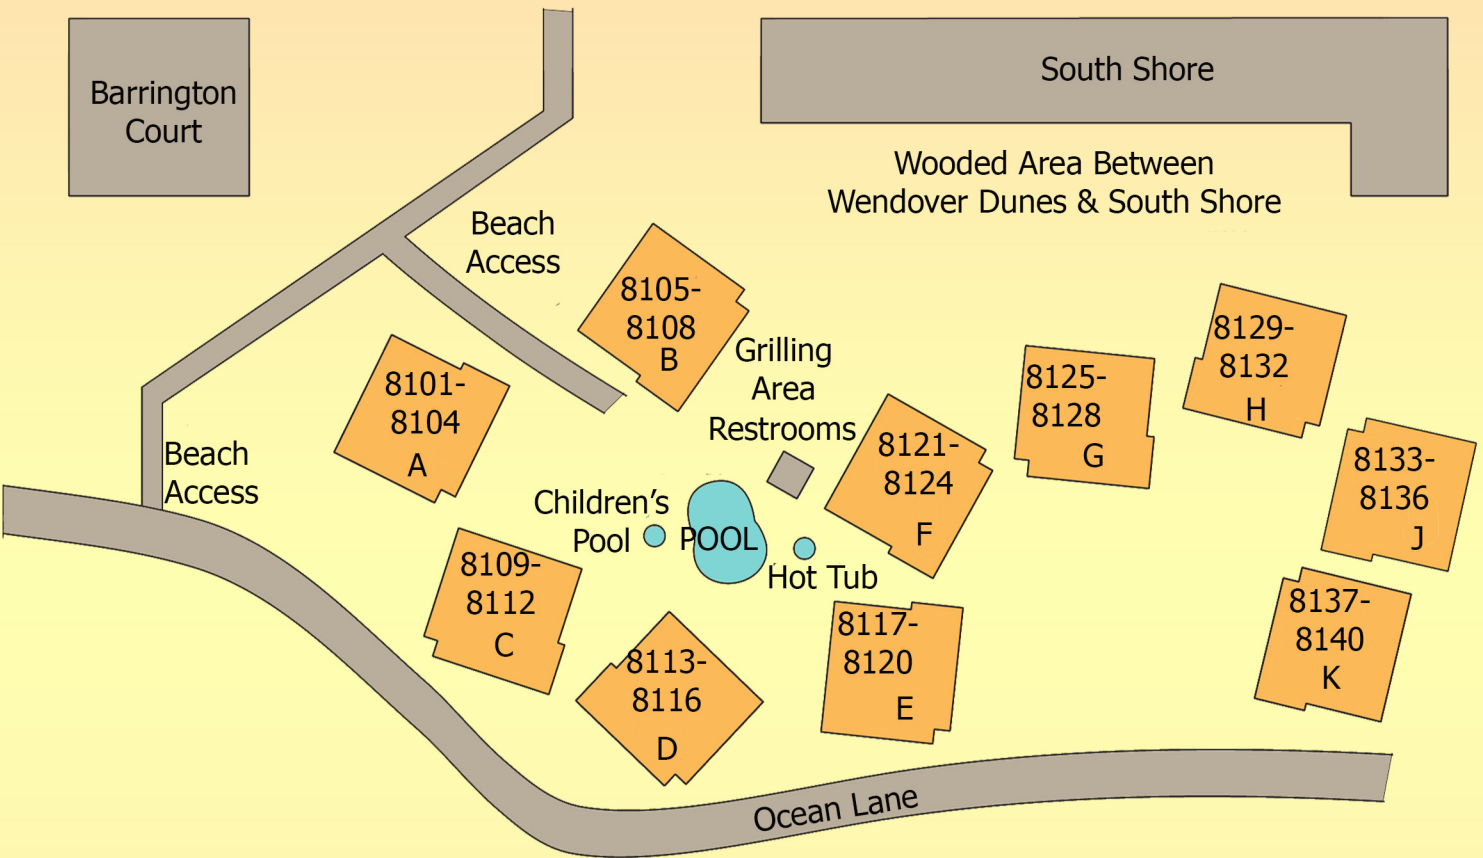 Barrington
Court
South Shore
Wooded Area Between
Wendover Dunes & South Shore
Beach
Access
8105-
8108
B
Grilling
Area
Restrooms
8129-
8132
H
8125-
8128
G
8101-
8104
A
8121-
8124
F
8133-
8136
J
Beach
Access
Children's
Pool
POOL
Hot Tub
8109-
8112
C
8113-
8116
D
8117-
8120
E
8137-
8140
K
Ocean Lane